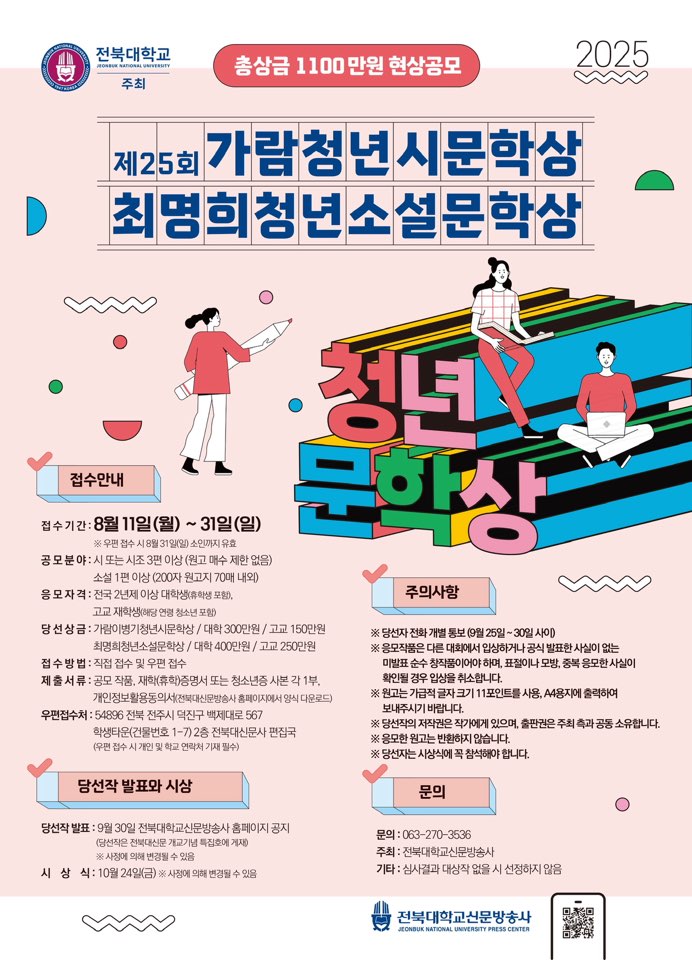 전북대학교
JEONBUK NATIONAL UNIVERSITY
주최
총상금 1100만원 현상공모
2025
제25회 가람청년시문학상
최명희청년소설문학상
청년
문학상
접수안내
접수기간 : 8월 11일(월) ~ 31일(일)
※ 우편 접수 시 8월 31일(일) 소인까지 유효
공모분야 : 시 또는 시조 3편 이상 (원고 매수 제한 없음)
소설 1편 이상 (200자 원고지 70매 내외)
응모자격 : 전국 2년제 이상 대학생(휴학생 포함),
고교 재학생(해당 연령 청소년 포함)
당선상금 : 가람이병기청년시문학상 / 대학 300만원 / 고교 150만원
최명희청년소설문학상 / 대학 400만원 / 고교 250만원
접수방법 : 직접 접수 및 우편 접수
제출서류 : 공모 작품, 재학(휴학)증명서 또는 청소년증 사본 각 1부,
개인정보활용동의서(전북대신문방송사 홈페이지에서 양식 다운로드)
우편접수처 : 54896 전북 전주시 덕진구 백제대로 567
학생타운(건물번호 1-7) 2층 전북대신문사 편집국
(우편 접수 시 개인 및 학교 연락처 기재 필수)
당선작 발표와 시상
당선작 발표 : 9월 30일 전북대학교신문방송사 홈페이지 공지
(당선작은 전북대신문 개교기념 특집호에 게재)
※ 사정에 의해 변경될 수 있음
시 상 식 : 10월 24일(금) ※ 사정에 의해 변경될 수 있음
주의사항
※ 당선자 전화 개별 통보 (9월 25일 ~ 30일 사이)
※ 응모작품은 다른 대회에서 입상하거나 공식 발표한 사실이 없는
미발표 순수 창작품이어야 하며, 표절이나 모방, 중복 응모한 사실이
확인될 경우 입상을 취소합니다.
※ 원고는 가급적 글자 크기 11포인트를 사용, A4용지에 출력하여
보내주시기 바랍니다.
※ 당선작의 저작권은 작가에게 있으며, 출판권은 주최 측과 공동 소유합니다.
※ 응모한 원고는 반환하지 않습니다.
※ 당선자는 시상식에 꼭 참석해야 합니다.
문의
문의 : 063-270-3536
주최 : 전북대학교신문방송사
기타 : 심사결과 대상작 없을 시 선정하지 않음
전북대학교신문방송사
JEONBUK NATIONAL UNIVERSITY PRESS CENTER